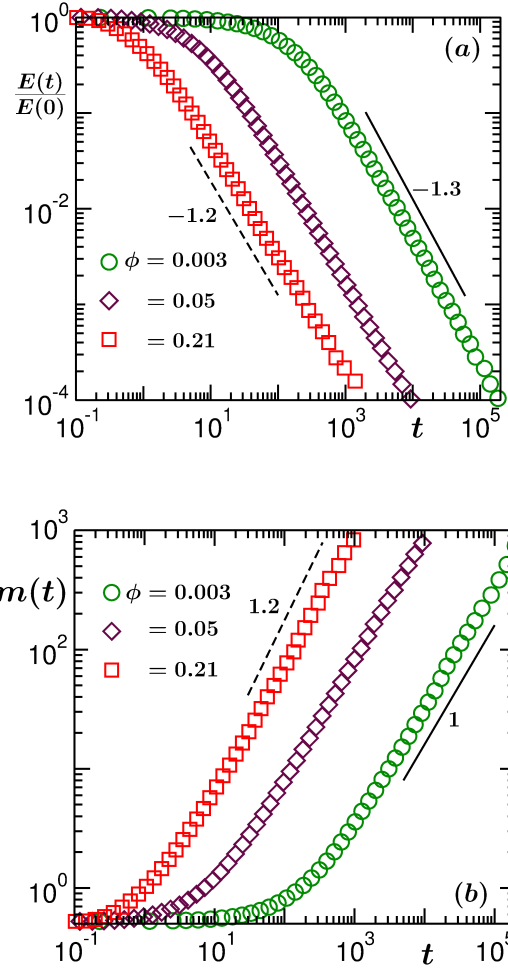 10^0
(a)
E(t)
E(0)
−1.3
10^-2
−1.2
ϕ = 0.003
= 0.05
= 0.21
10^-4
10^-1 10^1 10^3 t 10^5
10^3
m(t)
ϕ = 0.003
1.2
= 0.05
10^2
= 0.21
1
10^0
(b)
10^-1 10^1 10^3 t 10^5